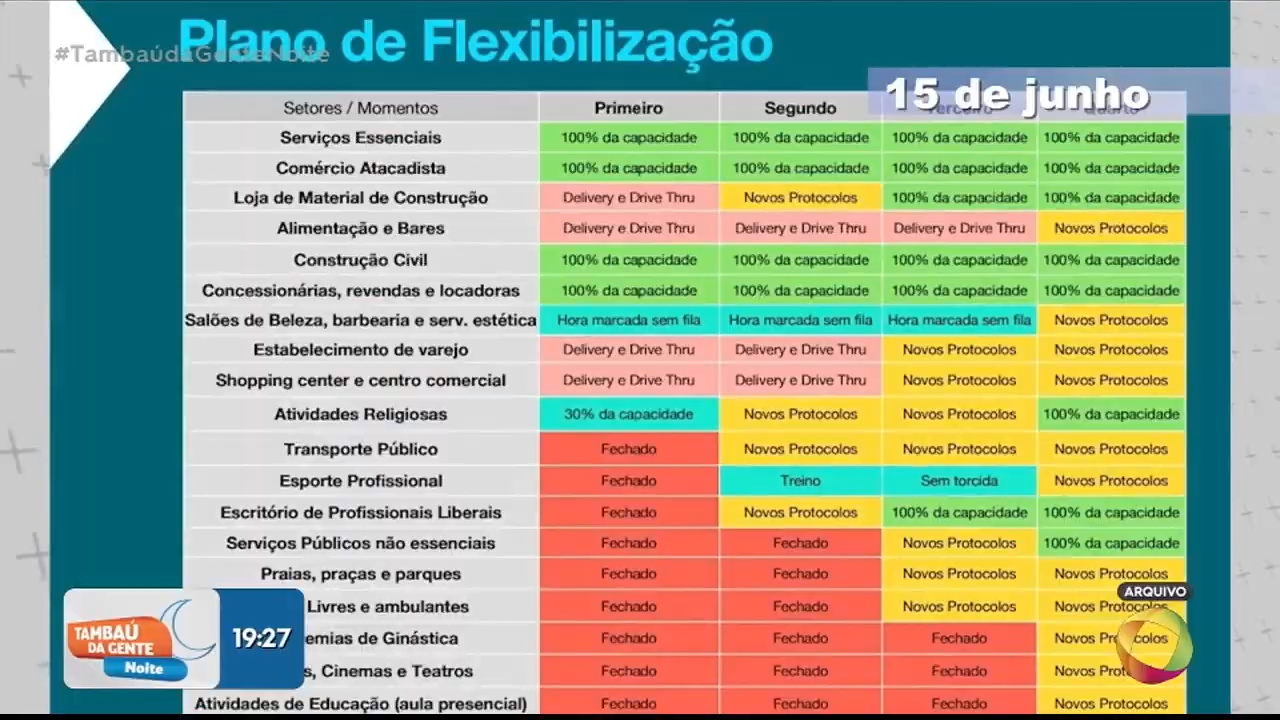 Plano de Flexibilização
#TambaúdaGenteNoite
15 de junho
Setores / Momentos Primeiro Segundo Terceiro Quarto
Serviços Essenciais 100% da capacidade 100% da capacidade 100% da capacidade 100% da capacidade
Comércio Atacadista 100% da capacidade 100% da capacidade 100% da capacidade 100% da capacidade
Loja de Material de Construção Delivery e Drive Thru Novos Protocolos 100% da capacidade 100% da capacidade
Alimentação e Bares Delivery e Drive Thru Delivery e Drive Thru Delivery e Drive Thru Novos Protocolos
Construção Civil 100% da capacidade 100% da capacidade 100% da capacidade 100% da capacidade
Concessionárias, revendas e locadoras 100% da capacidade 100% da capacidade 100% da capacidade 100% da capacidade
Salões de Beleza, barbearia e serv. estética Hora marcada sem fila Hora marcada sem fila Hora marcada sem fila Novos Protocolos
Estabelecimento de varejo Delivery e Drive Thru Delivery e Drive Thru Novos Protocolos Novos Protocolos
Shopping center e centro comercial Delivery e Drive Thru Delivery e Drive Thru Novos Protocolos Novos Protocolos
Atividades Religiosas 30% da capacidade Novos Protocolos Novos Protocolos 100% da capacidade
Transporte Público Fechado Novos Protocolos Novos Protocolos Novos Protocolos
Esporte Profissional Fechado Treino Sem torcida Novos Protocolos
Escritório de Profissionais Liberais Fechado Novos Protocolos 100% da capacidade 100% da capacidade
Serviços Públicos não essenciais Fechado Fechado Novos Protocolos 100% da capacidade
Praias, praças e parques Fechado Fechado Novos Protocolos Novos Protocolos
Livres e ambulantes Fechado Fechado Novos Protocolos Novos Protocolos
emias de Ginástica Fechado Fechado Fechado Novos Protocolos
s, Cinemas e Teatros Fechado Fechado Fechado Novos Protocolos
Atividades de Educação (aula presencial) Fechado Fechado Fechado Novos Protocolos
ARQUIVO
TAMBAÚ
DA GENTE
Noite
19:27